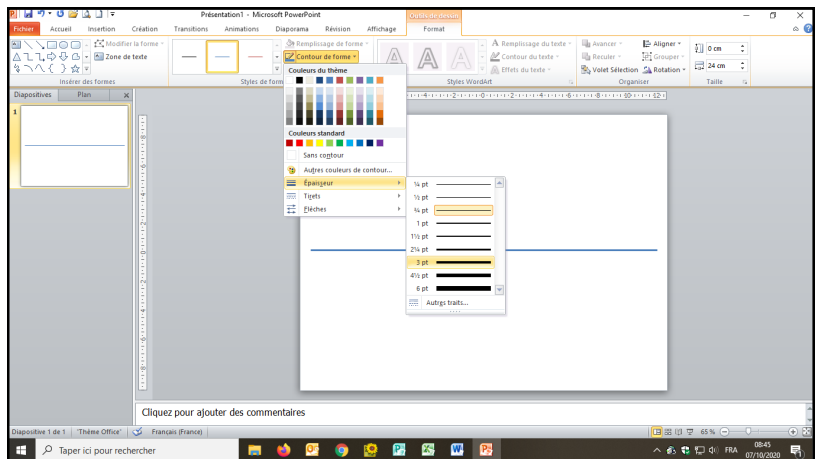 Présentation1 - Microsoft PowerPoint
Outils de dessin
Fichier Accueil Insertion Création Transitions Animations Diaporama Révision Affichage Format
Modifier la forme
Zone de texte
Insérer des formes
Remplissage de forme
Contour de forme
Styles de form
A Remplissage du texte
Contour du texte
Effets du texte
Styles WordArt
Avancer
Reculer
Volet Sélection
Aligner
Grouper
Rotation
Organiser
0 cm
24 cm
Taille
Diapositives Plan
1
Couleurs du thème
Couleurs standard
Sans contour
Autres couleurs de contour...
Épaisseur
Tirets
Flèches
¼ pt
½ pt
¾ pt
1 pt
1½ pt
2¼ pt
3 pt
4½ pt
6 pt
Autres traits...
Cliquez pour ajouter des commentaires
Diapositive 1 de 1 "Thème Office" Français (France) 65 %
Taper ici pour rechercher
FRA
08:45
07/10/2020